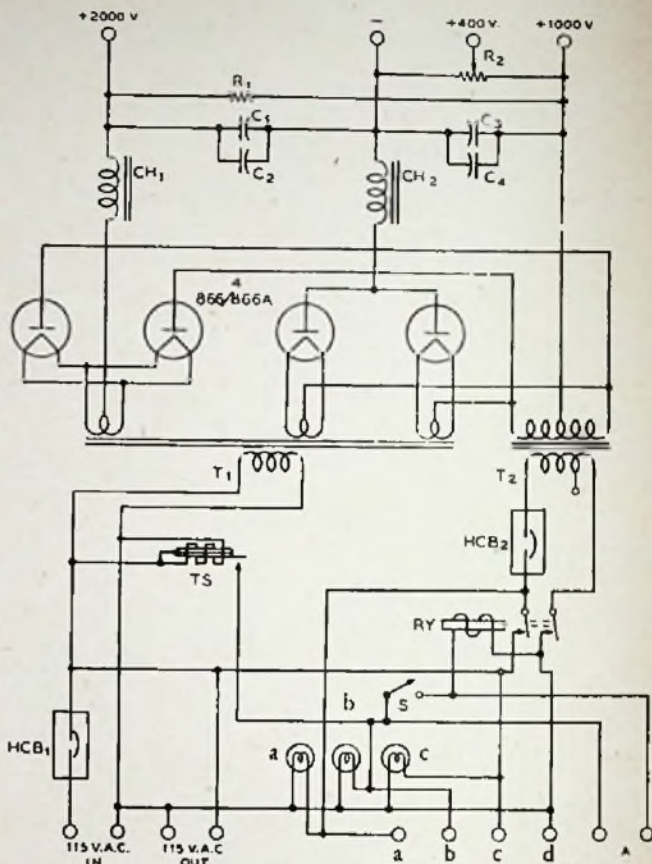 +2000 V
–
+400 V.
+1000 V
R2
R1
C1
C3
C2
C4
CH1
CH2
4
866/866A
T1
T2
HCB2
TS
RY
b
S
HCB1
a
c
115 V.A.C.
IN
115 V.A.C
OUT
a
b
c
d
A